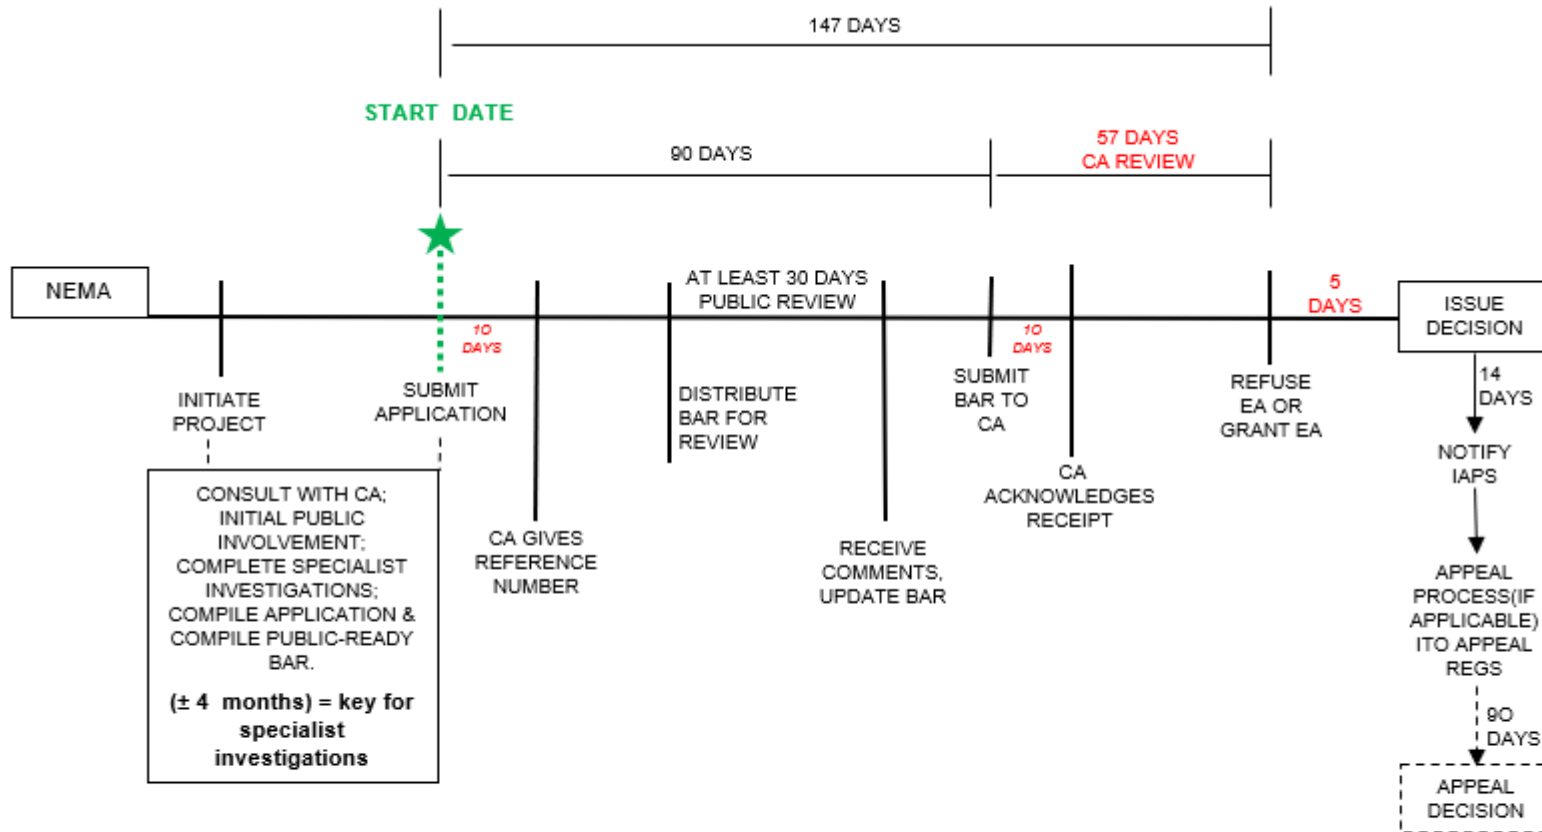 147 DAYS
START DATE
90 DAYS
57 DAYS
CA REVIEW
NEMA
AT LEAST 30 DAYS
PUBLIC REVIEW
5
DAYS
ISSUE
DECISION
10
DAYS
10
DAYS
INITIATE
PROJECT
SUBMIT
APPLICATION
DISTRIBUTE
BAR FOR
REVIEW
SUBMIT
BAR TO
CA
REFUSE
EA OR
GRANT EA
14
DAYS
NOTIFY
IAPS
CONSULT WITH CA;
INITIAL PUBLIC
INVOLVEMENT;
COMPLETE SPECIALIST
INVESTIGATIONS;
COMPILE APPLICATION &
COMPILE PUBLIC-READY
BAR.
(± 4 months) = key for
specialist
investigations
CA GIVES
REFERENCE
NUMBER
RECEIVE
COMMENTS,
UPDATE BAR
CA
ACKNOWLEDGES
RECEIPT
APPEAL
PROCESS(IF
APPLICABLE)
ITO APPEAL
REGS
90
DAYS
APPEAL
DECISION